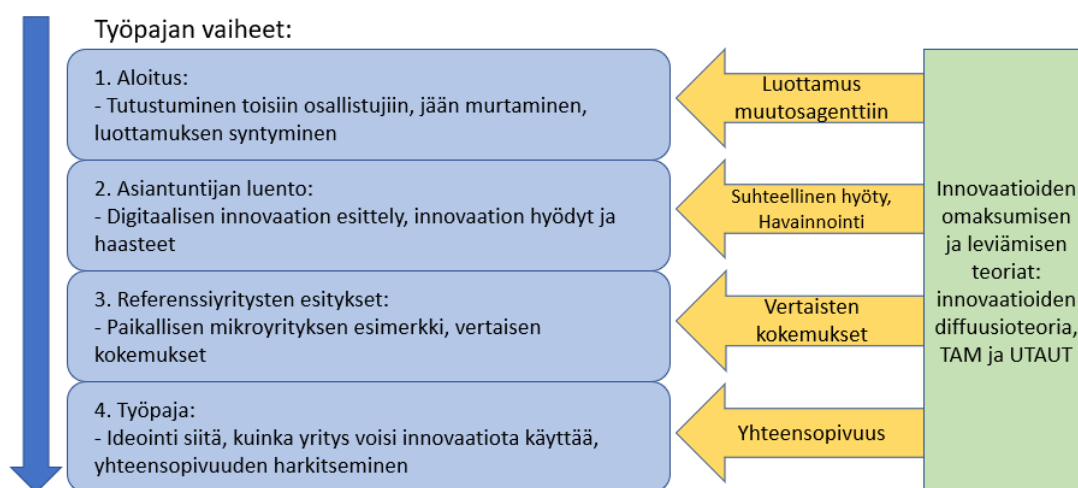 Työpajan vaiheet:
1. Aloitus:
- Tutustuminen toisiin osallistujiin, jään murtaminen,
luottamuksen syntyminen
Luottamus
muutosagenttiin
2. Asiantuntijan luento:
- Digitaalisen innovaation esittely, innovaation hyödyt ja
haasteet
Suhteellinen hyöty,
Havainnointi
3. Referenssiyritysten esitykset:
- Paikallisen mikroyrityksen esimerkki, vertaisen
kokemukset
Vertaisten
kokemukset
4. Työpaja:
- Ideointi siitä, kuinka yritys voisi innovaatiota käyttää,
yhteensopivuuden harkitseminen
Yhteensopivuus
Innovaatioiden
omaksumisen
ja leviämisen
teoriat:
innovaatioiden
diffuusioteoria,
TAM ja UTAUT